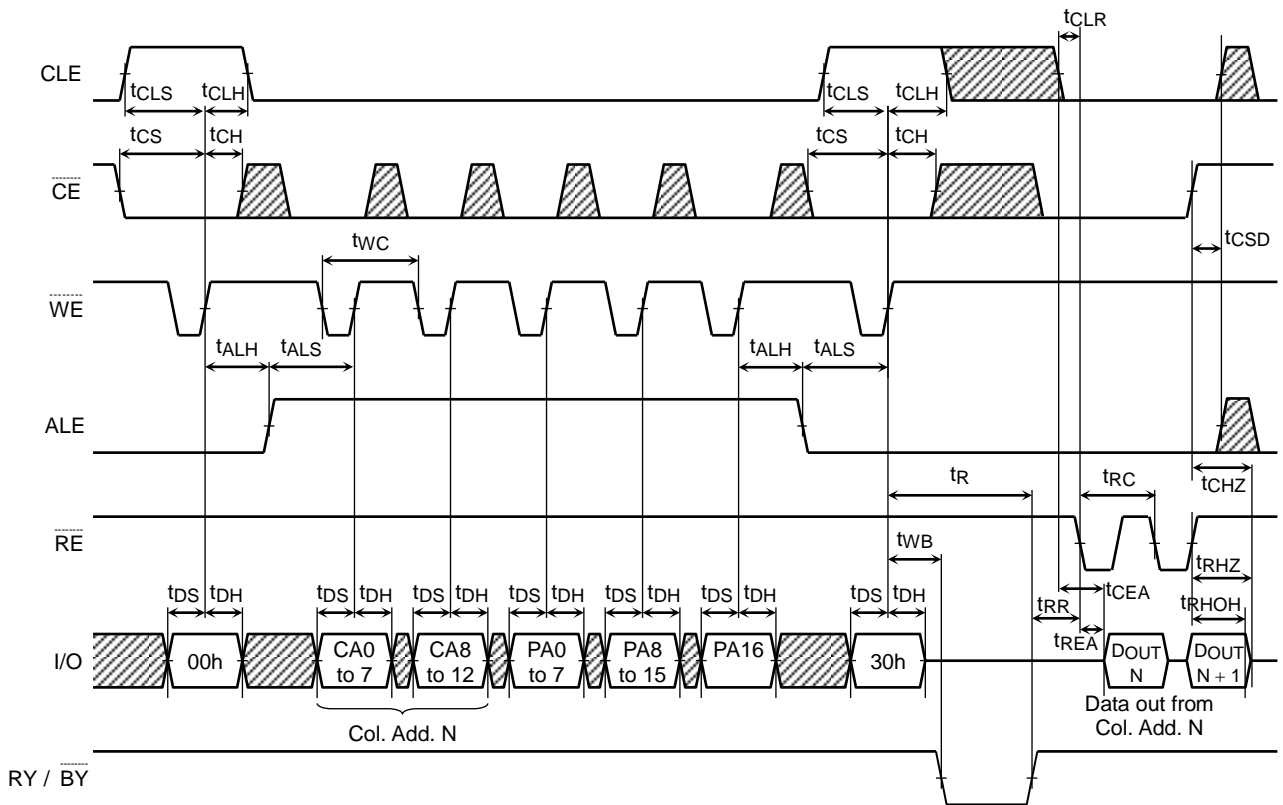 tCLR
CLE
tCLS tCLH tCLS tCLH
tCS tCH tCS tCH
CE
tWC
tCSD
WE
tALH tALS tALH tALS
ALE
tR tRC tCHZ
RE
tWB
tRHZ
tDS tDH tDS tDH tDS tDH tDS tDH tDS tDH tDS tDH tDS tDH
tCEA tRHOH
tRR
tREA
I/O 00h CA0 to 7 CA8 to 12 PA0 to 7 PA8 to 15 PA16 30h DOUT N DOUT N + 1
Col. Add. N
Data out from
Col. Add. N
RY / BY